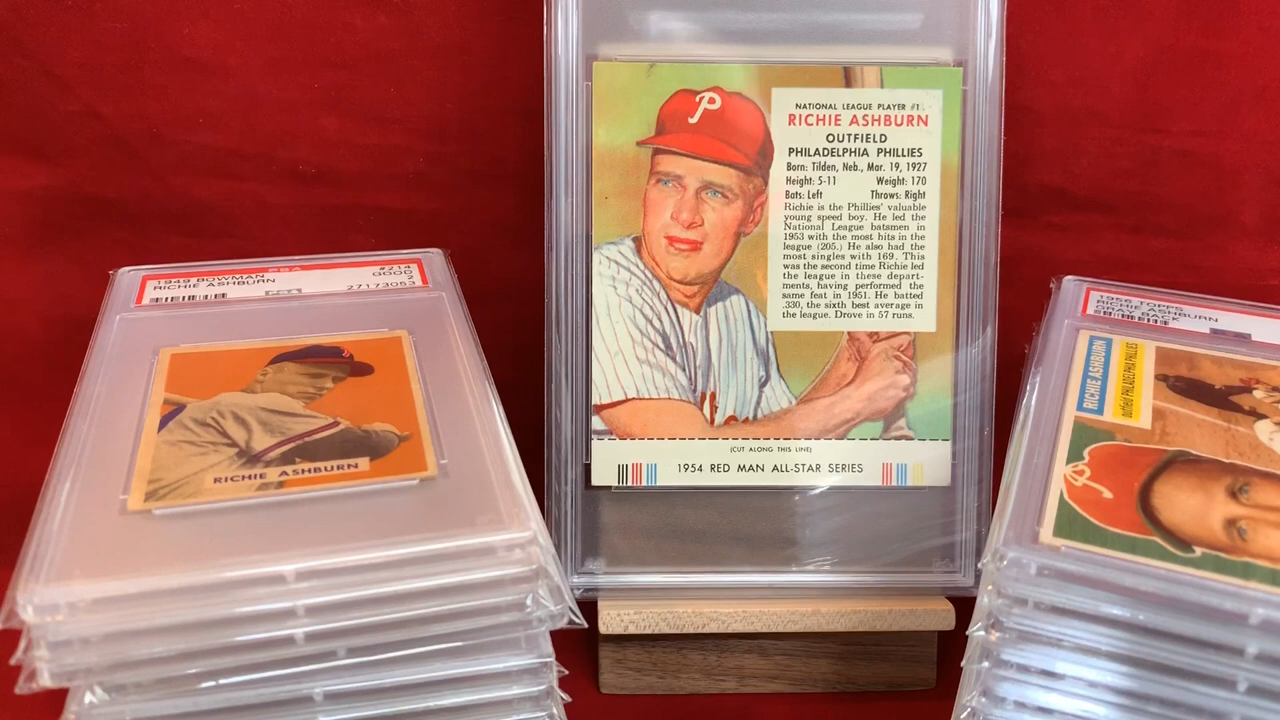 1949 BOWMAN
RICHIE ASHBURN
#214
GOOD
2
27173053
PSA
RICHIE ASHBURN
P
NATIONAL LEAGUE PLAYER #1
RICHIE ASHBURN
OUTFIELD
PHILADELPHIA PHILLIES
Born: Tilden, Neb., Mar. 19, 1927
Height: 5-11 Weight: 170
Bats: Left Throws: Right
Richie is the Phillies' valuable
young speed boy. He led the
National League batsmen in
1953 with the most hits in the
league (205.) He also had the
most singles with 169. This
was the second time Richie led
the league in these depart-
ments, having performed the
same feat in 1951. He batted
.330, the sixth best average in
the league. Drove in 57 runs.
(CUT ALONG THIS LINE)
1954 RED MAN ALL-STAR SERIES
1956 TOPPS
RICHIE ASHBURN
GRAY BACK
RICHIE ASHBURN
outfield PHILADELPHIA PHILLIES
P